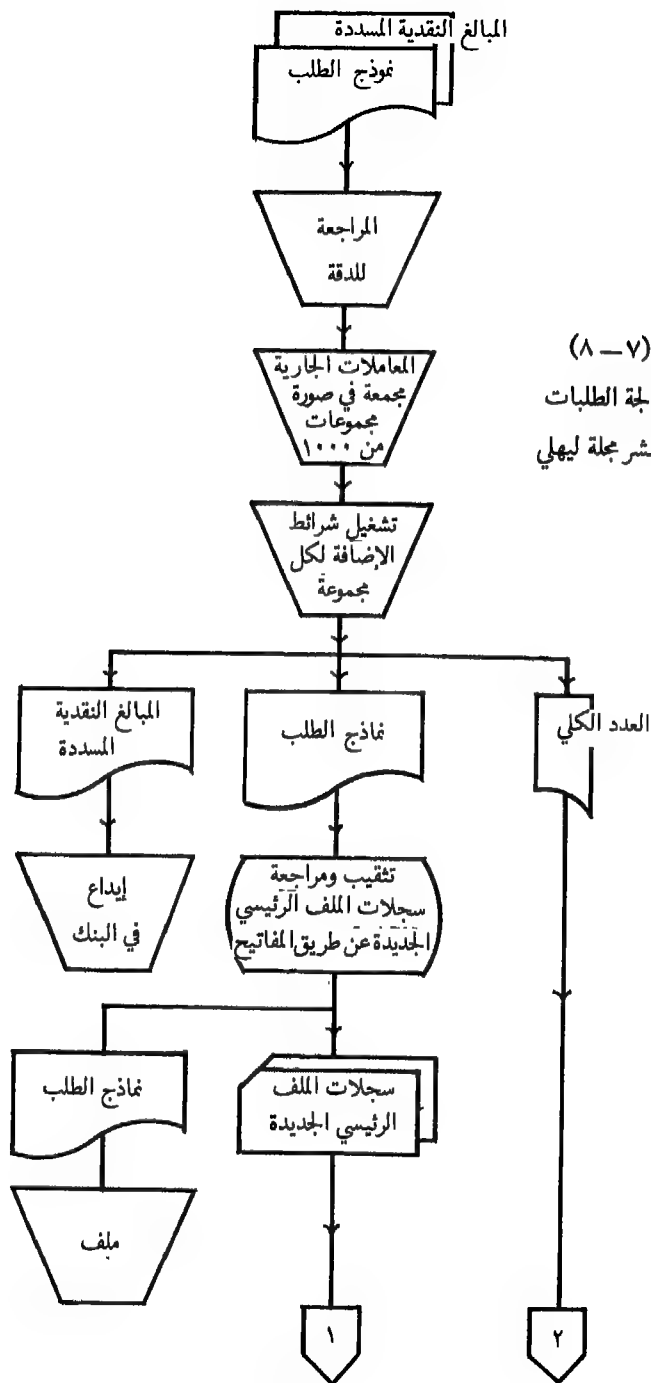 المبالغ النقدية المسددة
نموذج الطلب
المراجعة
للدقة
(٧ – ٨)
لجة الطلبات
شر مجلة ليهلي
المعاملات الجارية
مجمعة في صورة
مجموعات
من ١٠٠٠
تشغيل شرائط
الإضافة لكل
مجموعة
المبالغ النقدية
المسددة
نماذج الطلب
العدد الكلي
إيداع
في البنك
تثقيب ومراجعة
سجلات الملف الرئيسي
الجديدة عن طريق المفاتيح
نماذج الطلب
سجلات الملف
الرئيسي الجديدة
ملف
١
٢